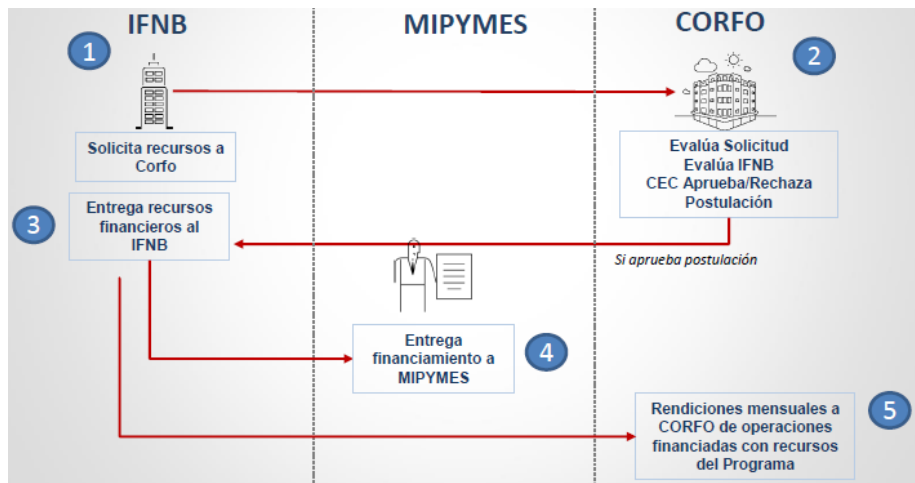 IFNB
MIPYMES
CORFO
1
2
Solicita recursos a
Corfo
Evalúa Solicitud
Evalúa IFNB
CEC Aprueba/Rechaza
Postulación
3
Entrega recursos
financieros al
IFNB
Si aprueba postulación
Entrega
financiamiento a
MIPYMES
4
Rendiciones mensuales a
CORFO de operaciones
financiadas con recursos
del Programa
5